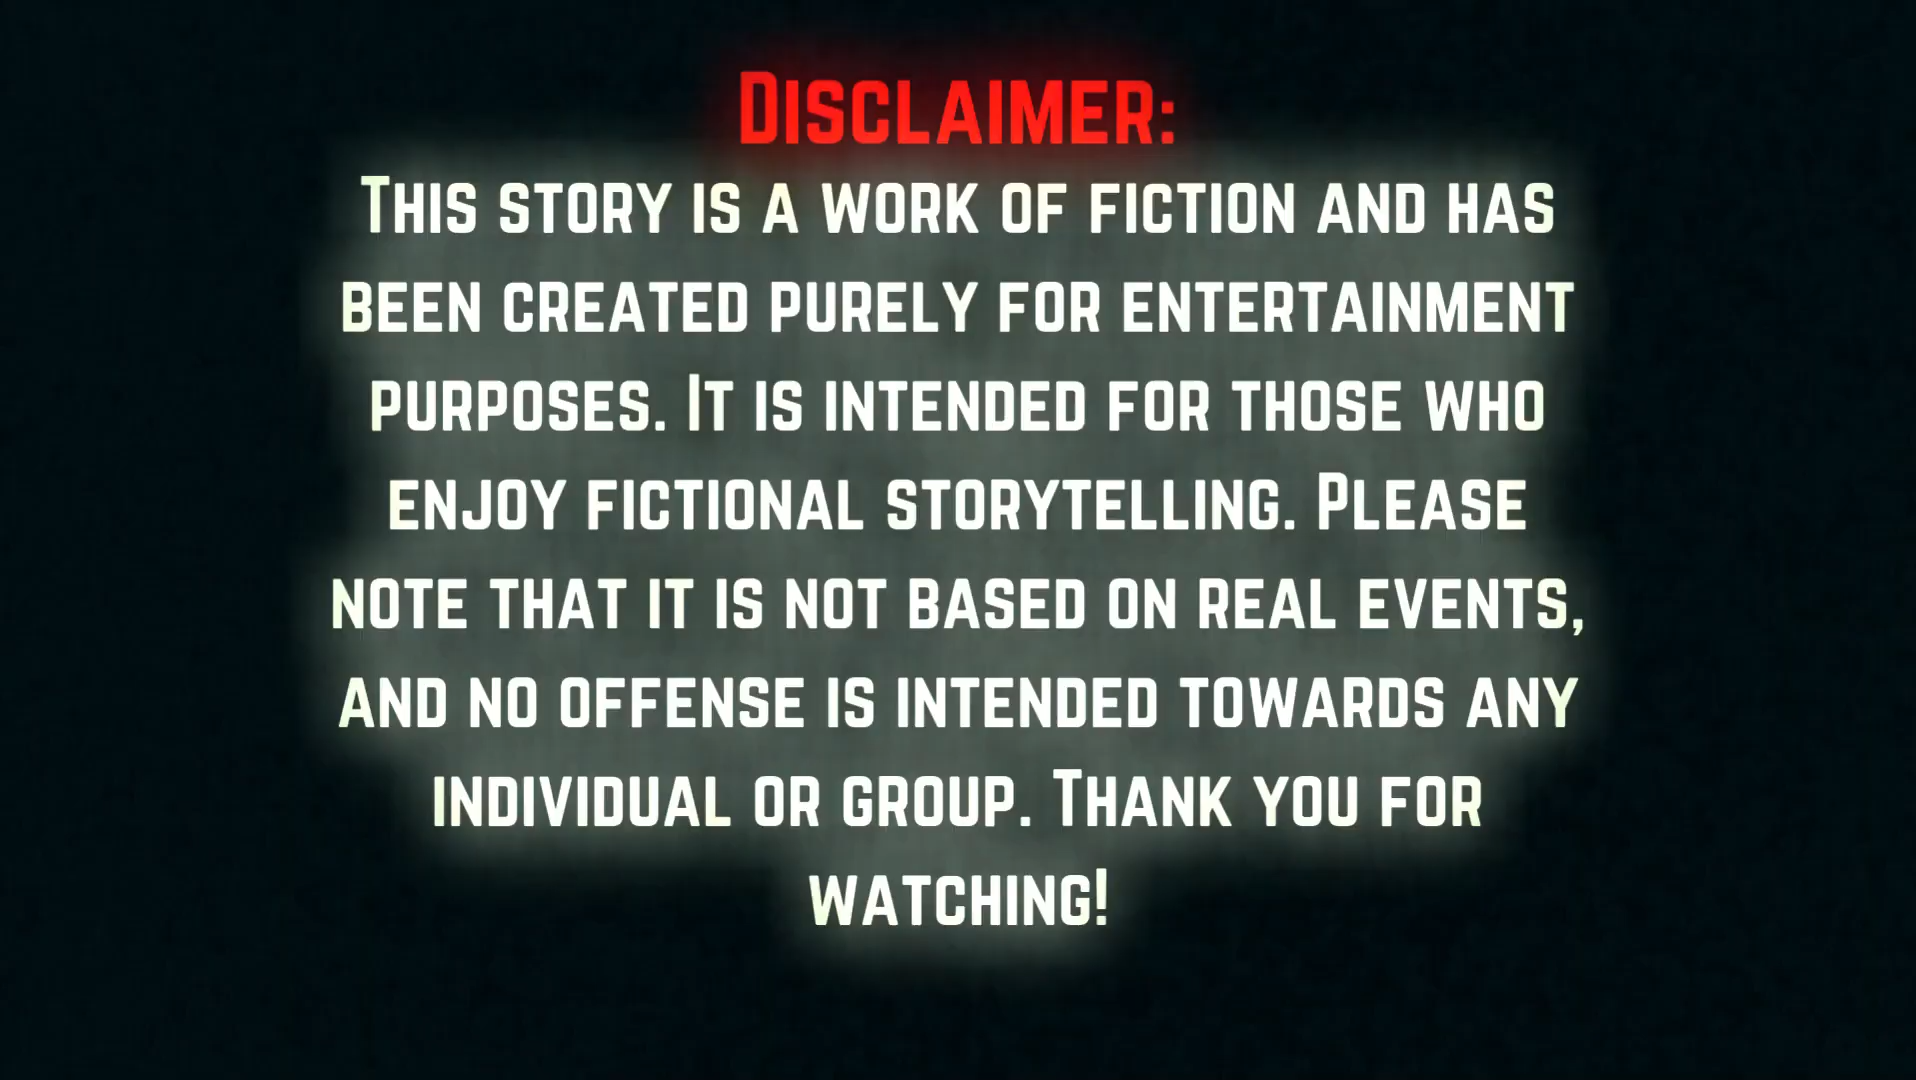 Disclaimer:
This story is a work of fiction and has
been created purely for entertainment
purposes. It is intended for those who
enjoy fictional storytelling. Please
note that it is not based on real events,
and no offense is intended towards any
individual or group. Thank you for
watching!